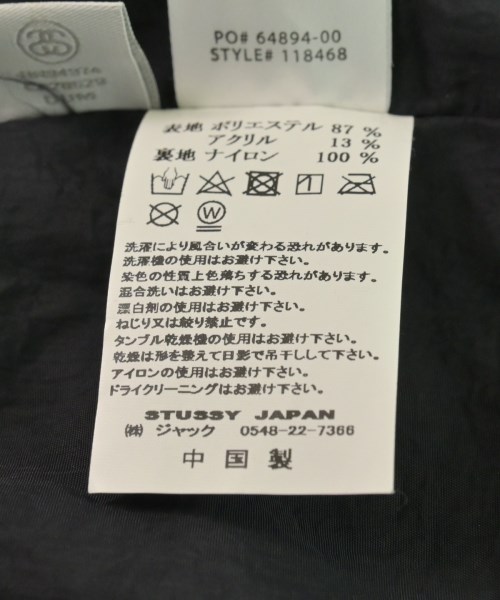 PO# 64894-00
STYLE# 118468
表地 ポリエステル 87 %
アクリル 13 %
裏地 ナイロン 100 %
W
洗濯により風合いが変わる恐れがあります。
洗濯機の使用はお避け下さい。
染色の性質上色落ちする恐れがあります。
混合洗いはお避け下さい。
漂白剤の使用はお避け下さい。
ねじり又は絞り禁止です。
タンブル乾燥機の使用はお避け下さい。
乾燥は形を整えて日影で吊干しして下さい。
アイロンの使用はお避け下さい。
ドライクリーニングはお避け下さい。
STUSSY JAPAN
㈱ ジャック 0548-22-7366
中国製